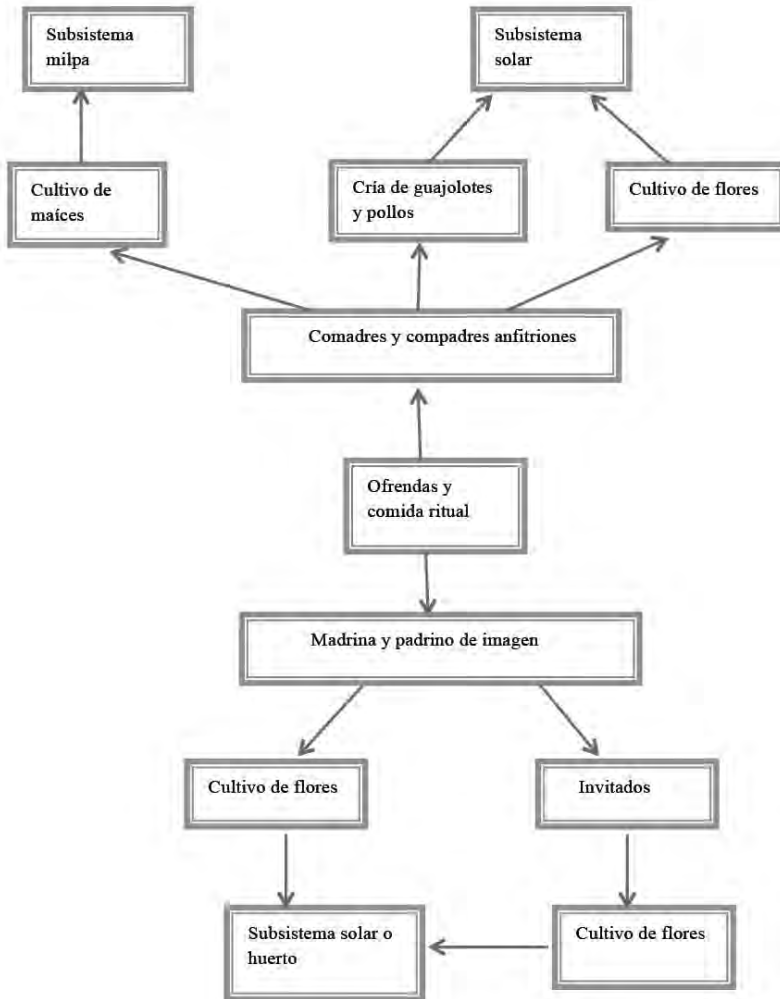 Subsistema
milpa
Subsistema
solar
Cultivo de
maíces
Cría de guajolotes
y pollos
Cultivo de flores
Comadres y compadres anfitriones
Ofrendas y
comida ritual
Madrina y padrino de imagen
Cultivo de flores
Invitados
Subsistema solar o
huerto
Cultivo de flores